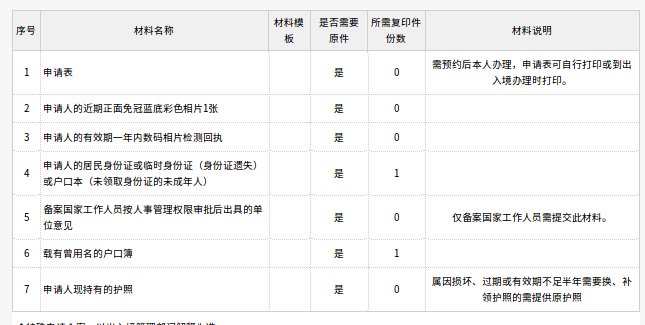 序号 材料名称 材料模板 是否需要原件 所需复印件份数 材料说明
1 申请表 是 0 需预约后本人办理，申请表可自行打印或到出
入境办理时打印。
2 申请人的近期正面免冠蓝底彩色相片1张 是 0
3 申请人的有效期一年内数码相片检测回执 是 0
4 申请人的居民身份证或临时身份证（身份证遗失）
或户口本（未领取身份证的未成年人） 是 1
5 备案国家工作人员按人事管理权限审批后出具的单
位意见 是 0 仅备案国家工作人员需提交此材料。
6 载有曾用名的户口簿 是 1
7 申请人现持有的护照 是 0 属因损坏、过期或有效期不足半年需要换、补
领护照的需提供原护照